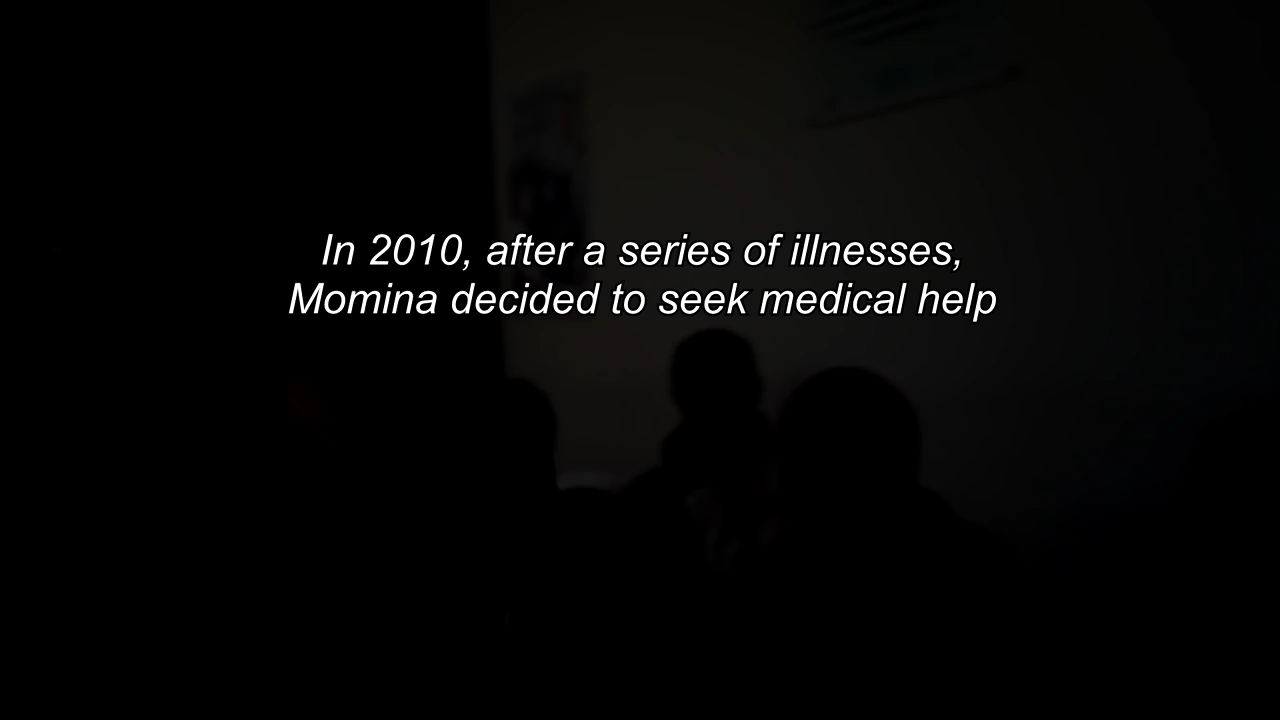 In 2010, after a series of illnesses,
Momina decided to seek medical help